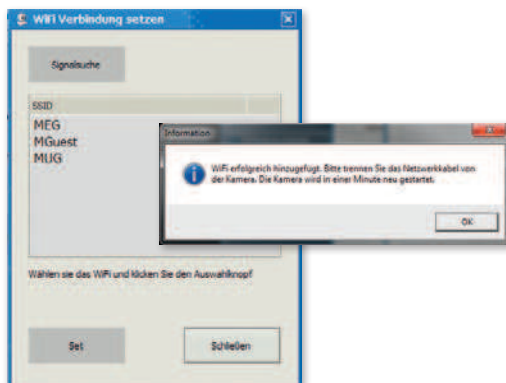 WiFi Verbindung setzen
Signalsuche
SSID
MEG
MGuest
MUG
Information
WiFi erfolgreich hinzugefügt. Bitte trennen Sie das Netzwerkkabel von
der Kamera. Die Kamera wird in einer Minute neu gestartet.
OK
Wählen sie das WiFi und klicken Sie den Auswahlknopf
Set
Schließen